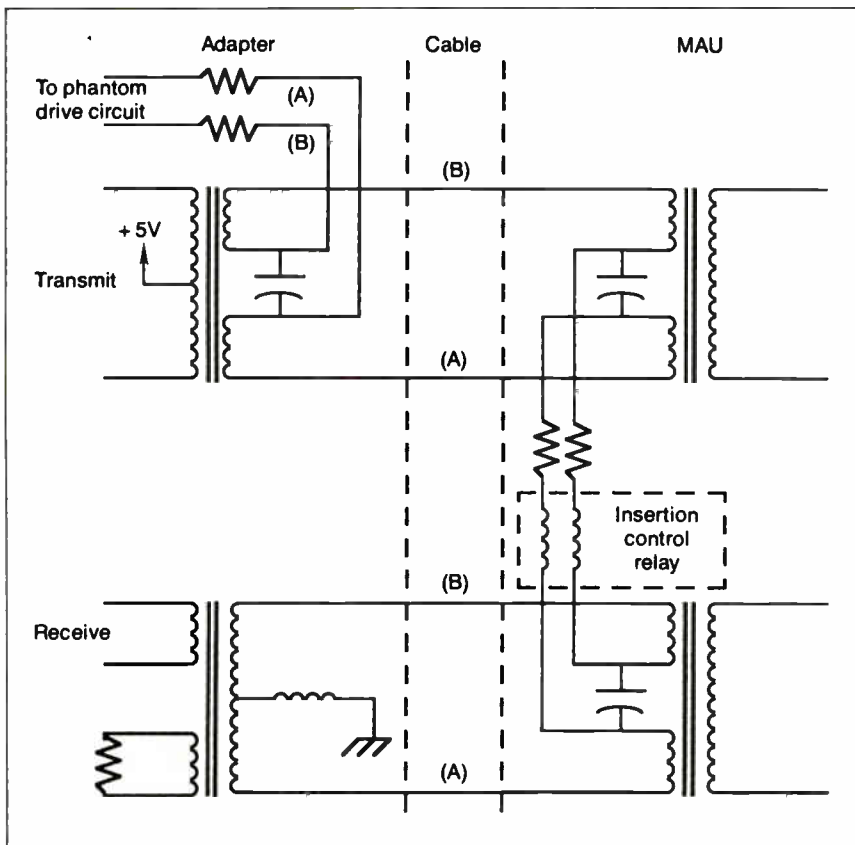 Adapter
Cable
MAU
To phantom
drive circuit
(A)
(B)
(B)
+ 5V
Transmit
(A)
Insertion
control
relay
(B)
Receive
(A)